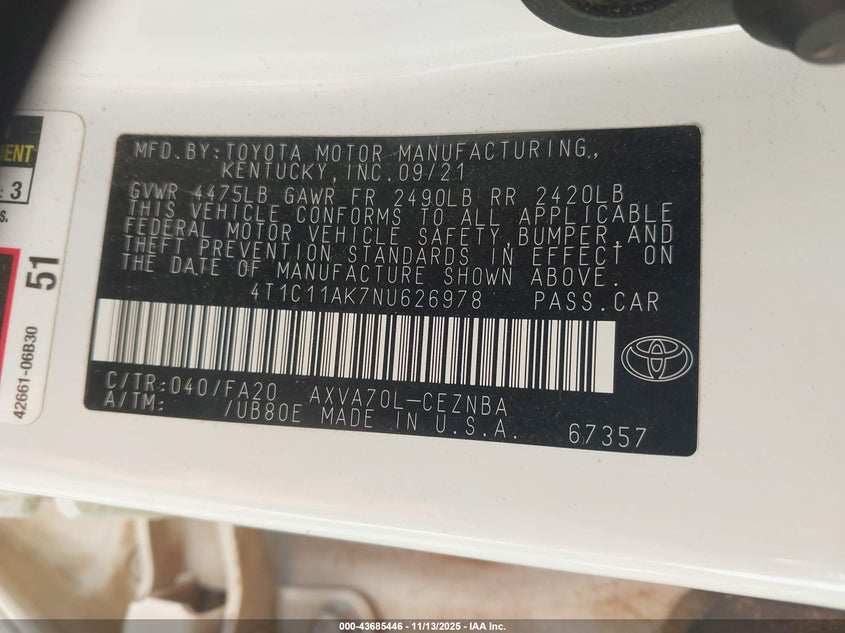 MFD.BY:TOYOTA MOTOR MANUFACTURING.,
KENTUCKY,INC.09/21
GVWR 4475LB GAWR FR 2490LB RR 2420LB
THIS VEHICLE CONFORMS TO ALL APPLICABLE
FEDERAL MOTOR VEHICLE SAFETY,BUMPER,AND
THEFT PREVENTION STANDARDS IN EFFECT ON
THE DATE OF MANUFACTURE SHOWN ABOVE.
4T1C11AK7NU626978 PASS.CAR
C/TR:040/FA20 AXVA70L-CEZNBA
A/TM: /UB80E MADE IN U.S.A. 67357
3
51
42661-06B30
000-43685446 - 11/13/2025 - IAA Inc.